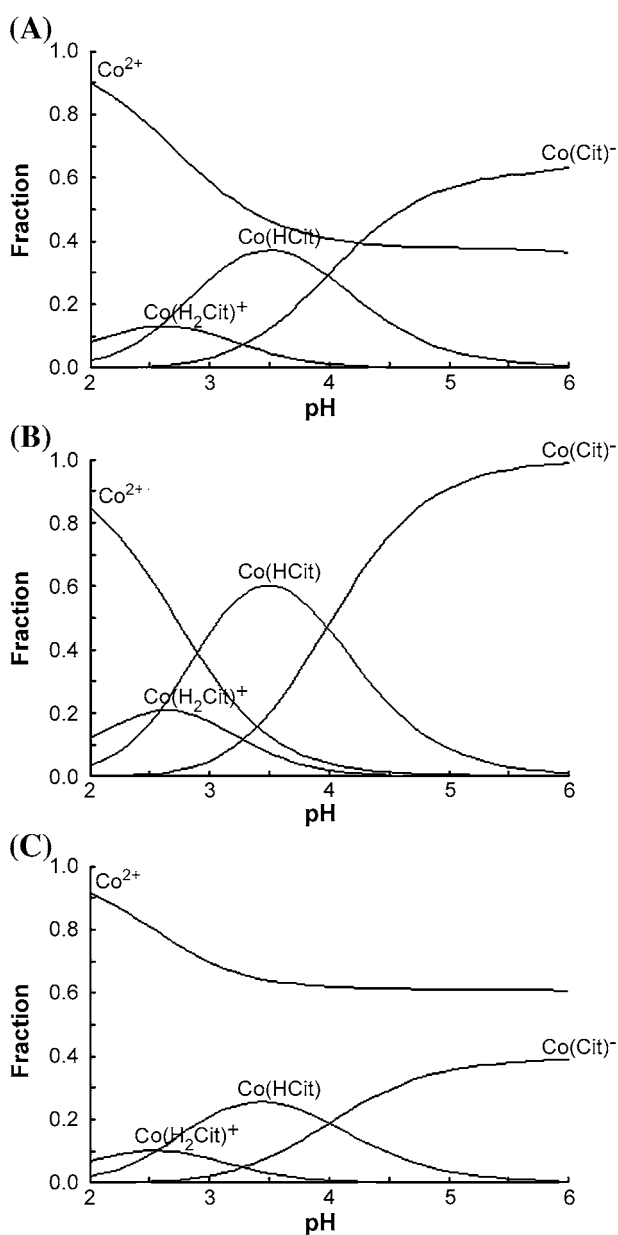 (A)
1.0
Co2+
0.8
Co(Cit)-
0.6
Fraction
0.4
Co(HCit)
0.2
Co(H2Cit)+
0.0
2 3 4 5 6
pH
(B)
1.0
Co(Cit)-
Co2+
0.8
Co(HCit)
0.6
Fraction
0.4
Co(H2Cit)+
0.2
0.0
2 3 4 5 6
pH
(C)
1.0
Co2+
0.8
0.6
Fraction
0.4
Co(Cit)-
Co(HCit)
0.2
Co(H2Cit)+
0.0
2 3 4 5 6
pH